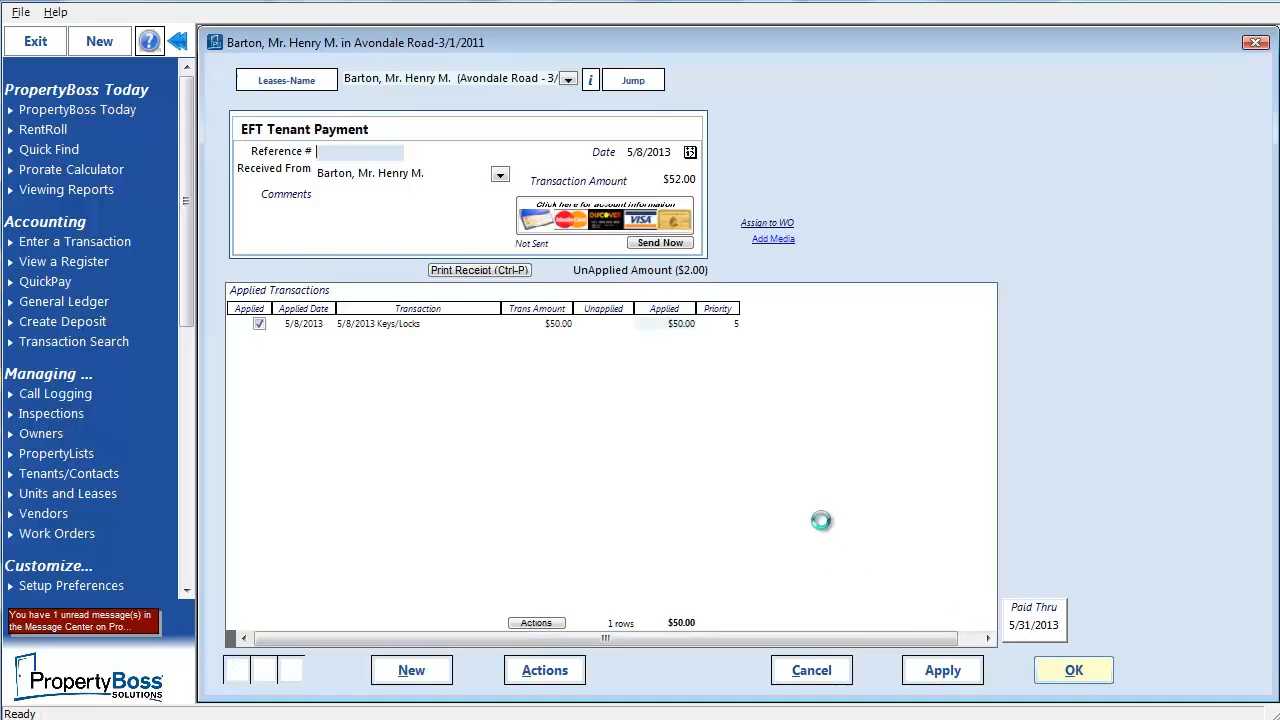 File Help
Exit New ?
Barton, Mr. Henry M. in Avondale Road-3/1/2011
PropertyBoss Today
PropertyBoss Today
RentRoll
Quick Find
Prorate Calculator
Viewing Reports
Accounting
Enter a Transaction
View a Register
QuickPay
General Ledger
Create Deposit
Transaction Search
Managing ...
Call Logging
Inspections
Owners
PropertyLists
Tenants/Contacts
Units and Leases
Vendors
Work Orders
Customize...
Setup Preferences
You have 1 unread message(s) in
the Message Center on Pro...
PropertyBoss
SOLUTIONS
Ready
Leases-Name Barton, Mr. Henry M. (Avondale Road - 3/ i Jump
EFT Tenant Payment
Reference # Date 5/8/2013
Received From Barton, Mr. Henry M. Transaction Amount $52.00
Comments
Click here for account information
MasterCard DISCOVER VISA
Not Sent Send Now
Assign to WO
Add Media
Print Receipt (Ctrl-P) UnApplied Amount ($2.00)
Applied Transactions
Applied Applied Date Transaction Trans Amount Unapplied Applied Priority
5/8/2013 5/8/2013 Keys/Locks $50.00 $50.00 5
Actions 1 rows $50.00
Paid Thru
5/31/2013
New Actions Cancel Apply OK